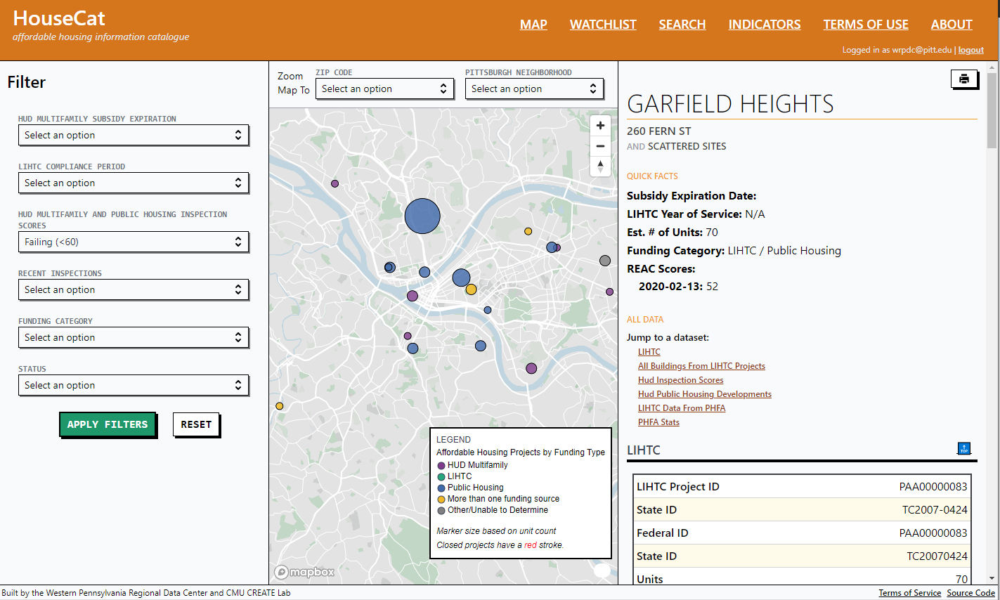 HouseCat
affordable housing information catalogue
MAP WATCHLIST SEARCH INDICATORS TERMS OF USE ABOUT
Logged in as wrpdc@pitt.edu | logout
Filter
HUD MULTIFAMILY SUBSIDY EXPIRATION
Select an option
LIHTC COMPLIANCE PERIOD
Select an option
HUD MULTIFAMILY AND PUBLIC HOUSING INSPECTION
SCORES
Failing (<60)
RECENT INSPECTIONS
Select an option
FUNDING CATEGORY
Select an option
STATUS
Select an option
APPLY FILTERS RESET
Zoom
Map To
ZIP CODE
Select an option
PITTSBURGH NEIGHBORHOOD
Select an option
LEGEND
Affordable Housing Projects by Funding Type
HUD Multifamily
LIHTC
Public Housing
More than one funding source
Other/Unable to Determine
Marker size based on unit count
Closed projects have a red stroke.
mapbox
GARFIELD HEIGHTS
260 FERN ST
AND SCATTERED SITES
QUICK FACTS
Subsidy Expiration Date:
LIHTC Year of Service: N/A
Est. # of Units: 70
Funding Category: LIHTC / Public Housing
REAC Scores:
2020-02-13: 52
ALL DATA
Jump to a dataset:
LIHTC
All Buildings From LIHTC Projects
Hud Inspection Scores
Hud Public Housing Developments
LIHTC Data From PHFA
PHFA Stats
LIHTC
TOP
LIHTC Project ID PAA00000083
State ID TC2007-0424
Federal ID PAA00000083
State ID TC20070424
Units 70
Built by the Western Pennsylvania Regional Data Center and CMU CREATE Lab
Terms of Service Source Code